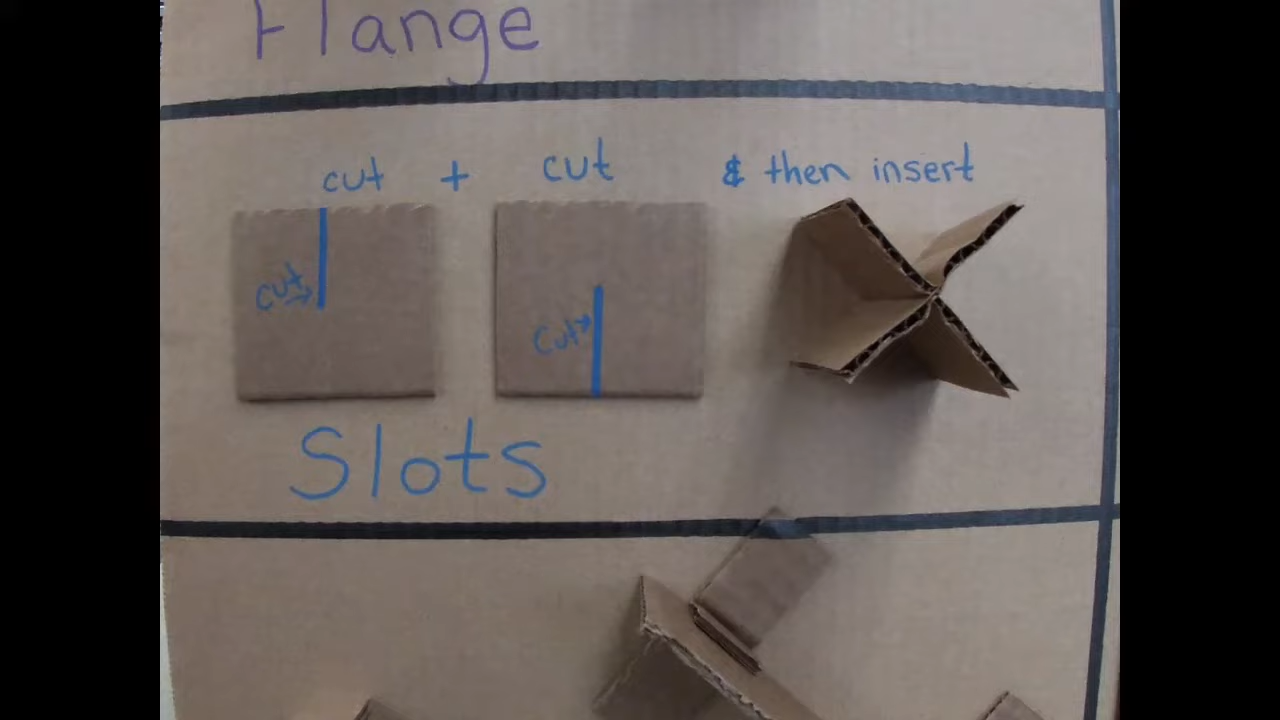 Flange
cut + cut & then insert
cut→
cut→
Slots